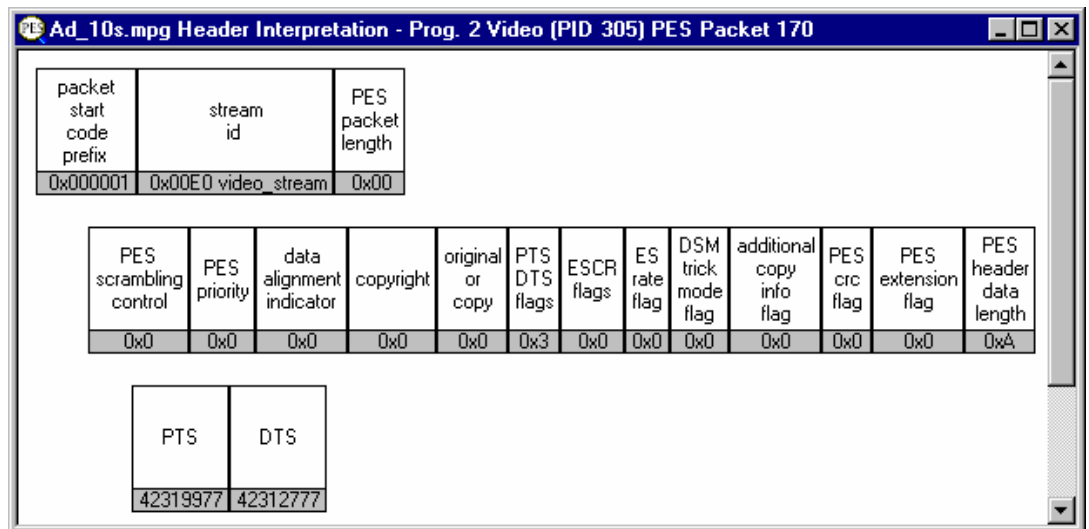 PES Ad_10s.mpg Header Interpretation - Prog. 2 Video (PID 305) PES Packet 170
packet
start
code
prefix
stream
id
PES
packet
length
0x000001 0x00E0 video_stream 0x00
PES
scrambling
control
PES
priority
data
alignment
indicator
copyright
original
or
copy
PTS
DTS
flags
ESCR
flags
ES
rate
flag
DSM
trick
mode
flag
additional
copy
info
flag
PES
crc
flag
PES
extension
flag
PES
header
data
length
0x0 0x0 0x0 0x0 0x0 0x3 0x0 0x0 0x0 0x0 0x0 0x0 0xA
PTS DTS
42319977 42312777